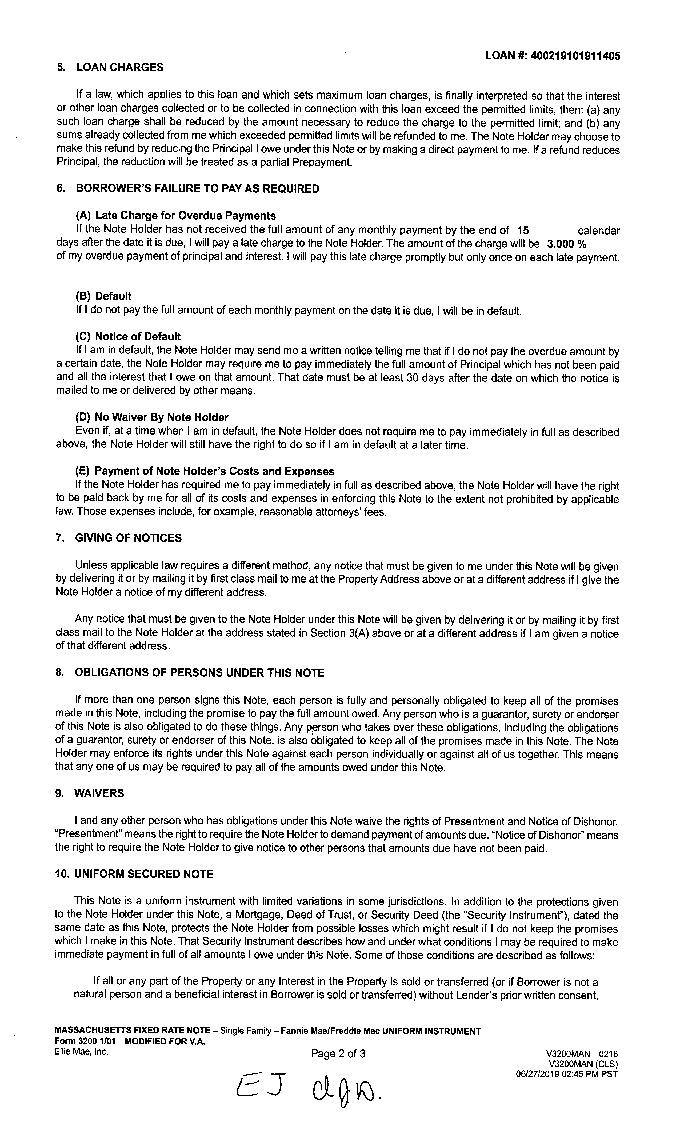 LOAN #: 400219101911405
5. LOAN CHARGES
If a law, which applies to this loan and which sets maximum loan charges, is finally interpreted so that the interest
or other loan charges collected or to be collected in connection with this loan exceed the permitted limits, then: (a) any
such loan charge shall be reduced by the amount necessary to reduce the charge to the permitted limit; and (b) any
sums already collected from me which exceeded permitted limits will be refunded to me. The Note Holder may choose to
make this refund by reducing the Principal I owe under this Note or by making a direct payment to me. If a refund reduces
Principal, the reduction will be treated as a partial Prepayment.
6. BORROWER'S FAILURE TO PAY AS REQUIRED
(A) Late Charge for Overdue Payments
If the Note Holder has not received the full amount of any monthly payment by the end of 15 calendar
days after the date it is due, I will pay a late charge to the Note Holder. The amount of the charge will be 3.000 %
of my overdue payment of principal and interest. I will pay this late charge promptly but only once on each late payment.
(B) Default
If I do not pay the full amount of each monthly payment on the date it is due, I will be in default.
(C) Notice of Default
If I am in default, the Note Holder may send me a written notice telling me that if I do not pay the overdue amount by
a certain date, the Note Holder may require me to pay immediately the full amount of Principal which has not been paid
and all the interest that I owe on that amount. That date must be at least 30 days after the date on which the notice is
mailed to me or delivered by other means.
(D) No Waiver By Note Holder
Even if, at a time when I am in default, the Note Holder does not require me to pay immediately in full as described
above, the Note Holder will still have the right to do so if I am in default at a later time.
(E) Payment of Note Holder's Costs and Expenses
If the Note Holder has required me to pay immediately in full as described above, the Note Holder will have the right
to be paid back by me for all of its costs and expenses in enforcing this Note to the extent not prohibited by applicable
law. Those expenses include, for example, reasonable attorneys' fees.
7. GIVING OF NOTICES
Unless applicable law requires a different method, any notice that must be given to me under this Note will be given
by delivering it or by mailing it by first class mail to me at the Property Address above or at a different address if I give the
Note Holder a notice of my different address.
Any notice that must be given to the Note Holder under this Note will be given by delivering it or by mailing it by first
class mail to the Note Holder at the address stated in Section 3(A) above or at a different address if I am given a notice
of that different address.
8. OBLIGATIONS OF PERSONS UNDER THIS NOTE
If more than one person signs this Note, each person is fully and personally obligated to keep all of the promises
made in this Note, including the promise to pay the full amount owed. Any person who is a guarantor, surety or endorser
of this Note is also obligated to do these things. Any person who takes over these obligations, including the obligations
of a guarantor, surety or endorser of this Note, is also obligated to keep all of the promises made in this Note. The Note
Holder may enforce its rights under this Note against each person individually or against all of us together. This means
that any one of us may be required to pay all of the amounts owed under this Note.
9. WAIVERS
I and any other person who has obligations under this Note waive the rights of Presentment and Notice of Dishonor.
"Presentment" means the right to require the Note Holder to demand payment of amounts due. "Notice of Dishonor" means
the right to require the Note Holder to give notice to other persons that amounts due have not been paid.
10. UNIFORM SECURED NOTE
This Note is a uniform instrument with limited variations in some jurisdictions. In addition to the protections given
to the Note Holder under this Note, a Mortgage, Deed of Trust, or Security Deed (the "Security Instrument"), dated the
same date as this Note, protects the Note Holder from possible losses which might result if I do not keep the promises
which I make in this Note. That Security Instrument describes how and under what conditions I may be required to make
immediate payment in full of all amounts I owe under this Note. Some of those conditions are described as follows:
If all or any part of the Property or any Interest in the Property is sold or transferred (or if Borrower is not a
natural person and a beneficial interest in Borrower is sold or transferred) without Lender's prior written consent,
MASSACHUSETTS FIXED RATE NOTE – Single Family – Fannie Mae/Freddie Mac UNIFORM INSTRUMENT
Form 3200 1/01 MODIFIED FOR V.A.
Ellie Mae, Inc. Page 2 of 3 V3200MAN 0216
V3200MAN (CLS)
06/27/2019 02:45 PM PST
EJ